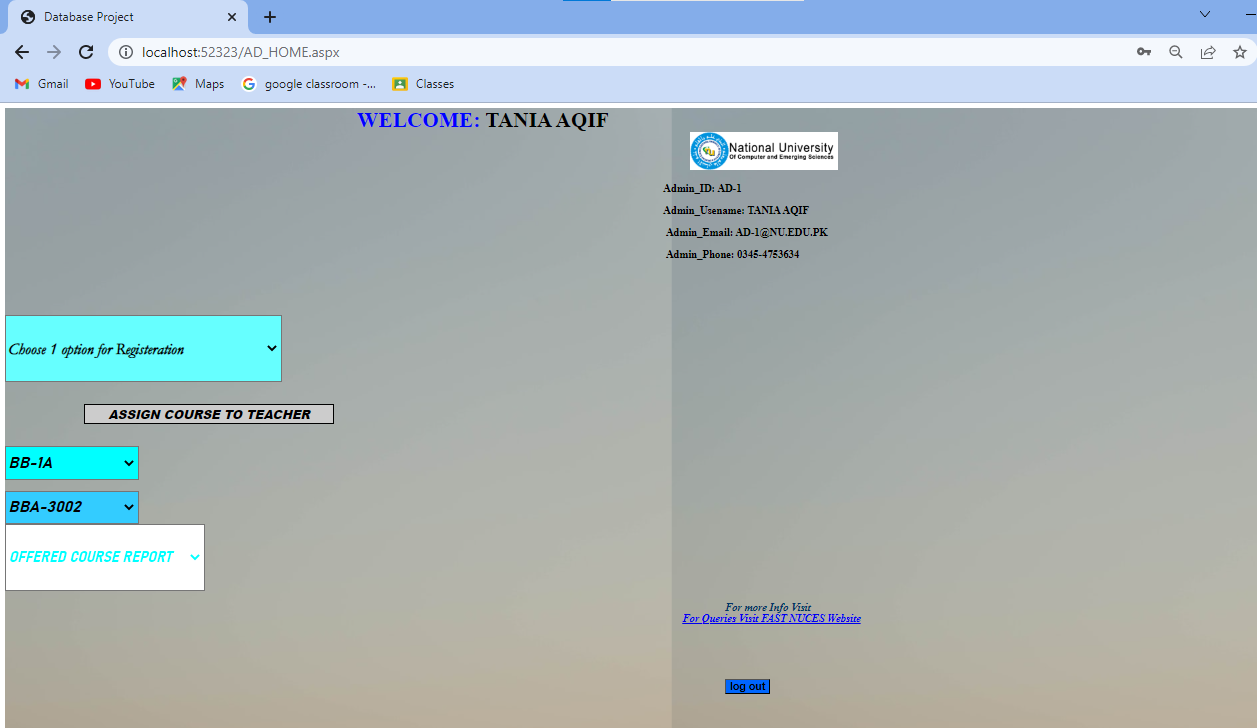 Database Project
localhost:52323/AD_HOME.aspx
Gmail YouTube Maps google classroom -... Classes
WELCOME: TANIA AQIF
National University
Of Computer and Emerging Sciences
Admin_ID: AD-1
Admin_Usename: TANIA AQIF
Admin_Email: AD-1@NU.EDU.PK
Admin_Phone: 0345-4753634
Choose 1 option for Registeration
ASSIGN COURSE TO TEACHER
BB-1A
BBA-3002
OFFERED COURSE REPORT
For more Info Visit
For Queries Visit FAST NUCES Website
log out